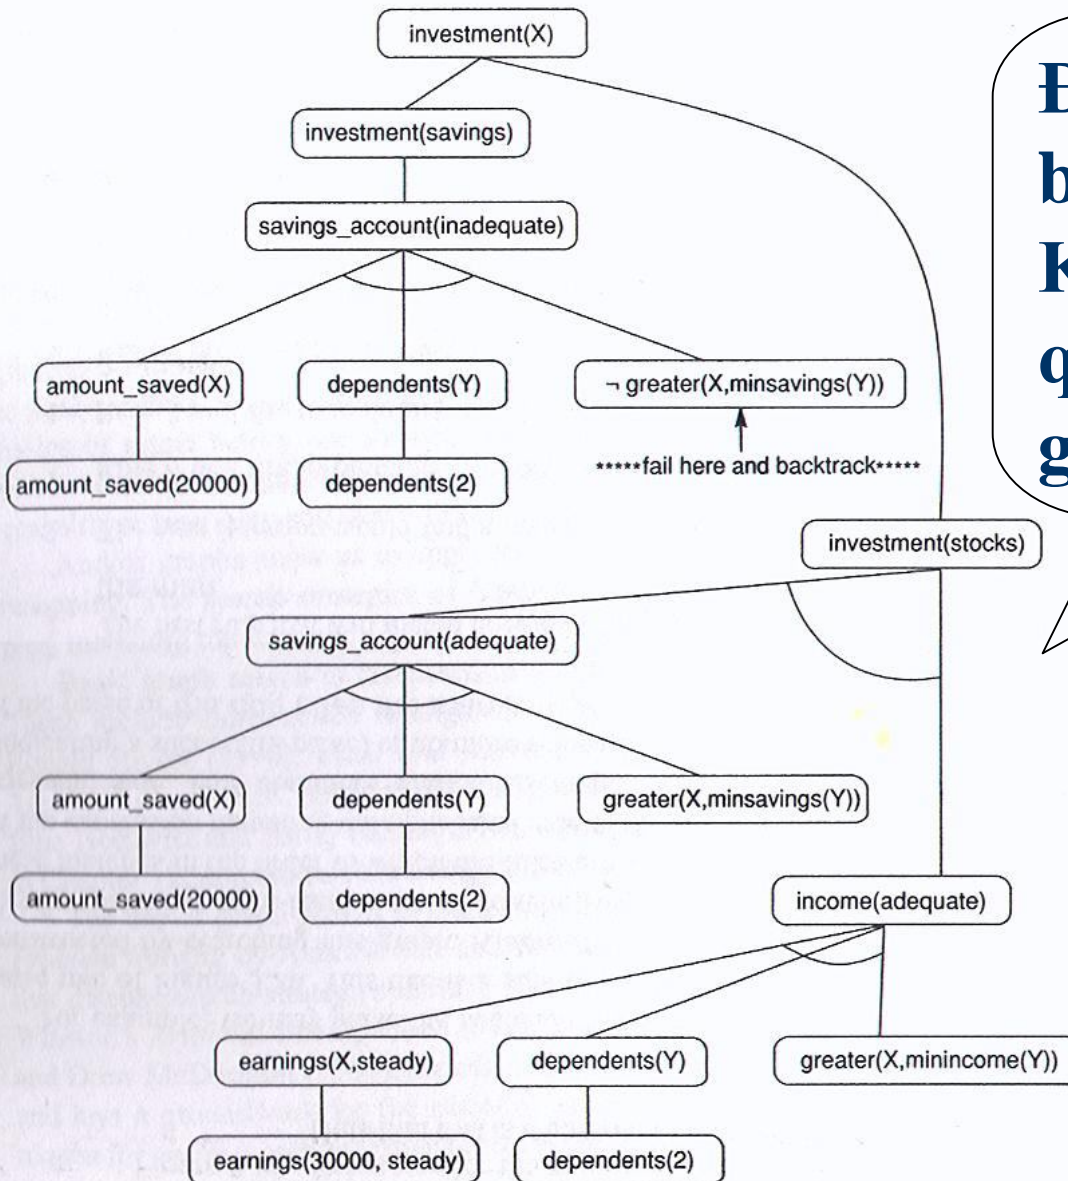 investment(X)
investment(savings)
savings_account(inadequate)
amount_saved(X)
dependents(Y)
¬ greater(X,minsavings(Y))
amount_saved(20000)
dependents(2)
*****fail here and backtrack*****
investment(stocks)
savings_account(adequate)
amount_saved(X)
dependents(Y)
greater(X,minsavings(Y))
amount_saved(20000)
dependents(2)
income(adequate)
earnings(X,steady)
dependents(Y)
greater(X,minincome(Y))
earnings(30000, steady)
dependents(2)